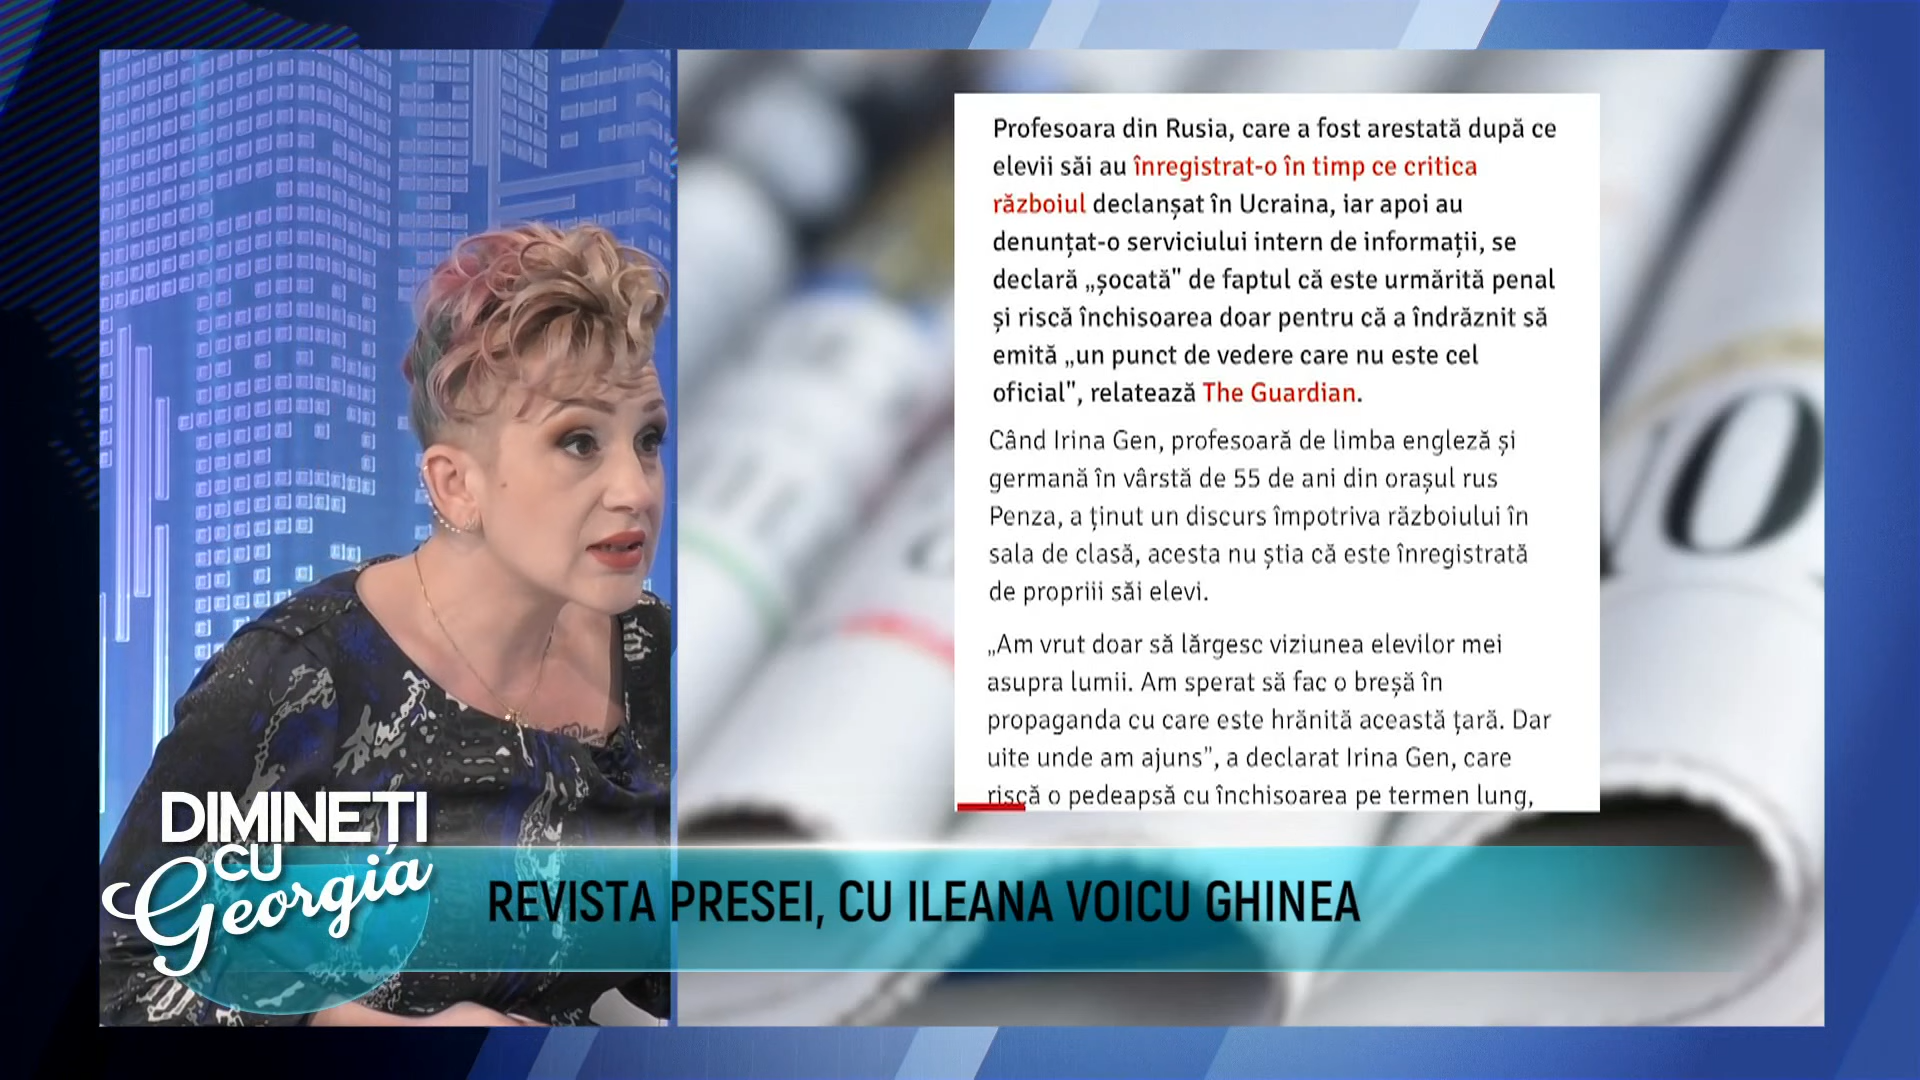 Profesoara din Rusia, care a fost arestată după ce
elevii săi au înregistrat-o în timp ce critica
războiul declanșat în Ucraina, iar apoi au
denunțat-o serviciului intern de informații, se
declară „șocată" de faptul că este urmărită penal
și riscă închisoarea doar pentru că a îndrăznit să
emită „un punct de vedere care nu este cel
oficial", relatează The Guardian.
Când Irina Gen, profesoară de limba engleză și
germană în vârstă de 55 de ani din orașul rus
Penza, a ținut un discurs împotriva războiului în
sala de clasă, acesta nu știa că este înregistrată
de propriii săi elevi.
„Am vrut doar să lărgesc viziunea elevilor mei
asupra lumii. Am sperat să fac o breșă în
propaganda cu care este hrănită această țară. Dar
uite unde am ajuns”, a declarat Irina Gen, care
riscă o pedeapsă cu închisoarea pe termen lung,
DIMINEȚI
CU
Georgia
REVISTA PRESEI, CU ILEANA VOICU GHINEA